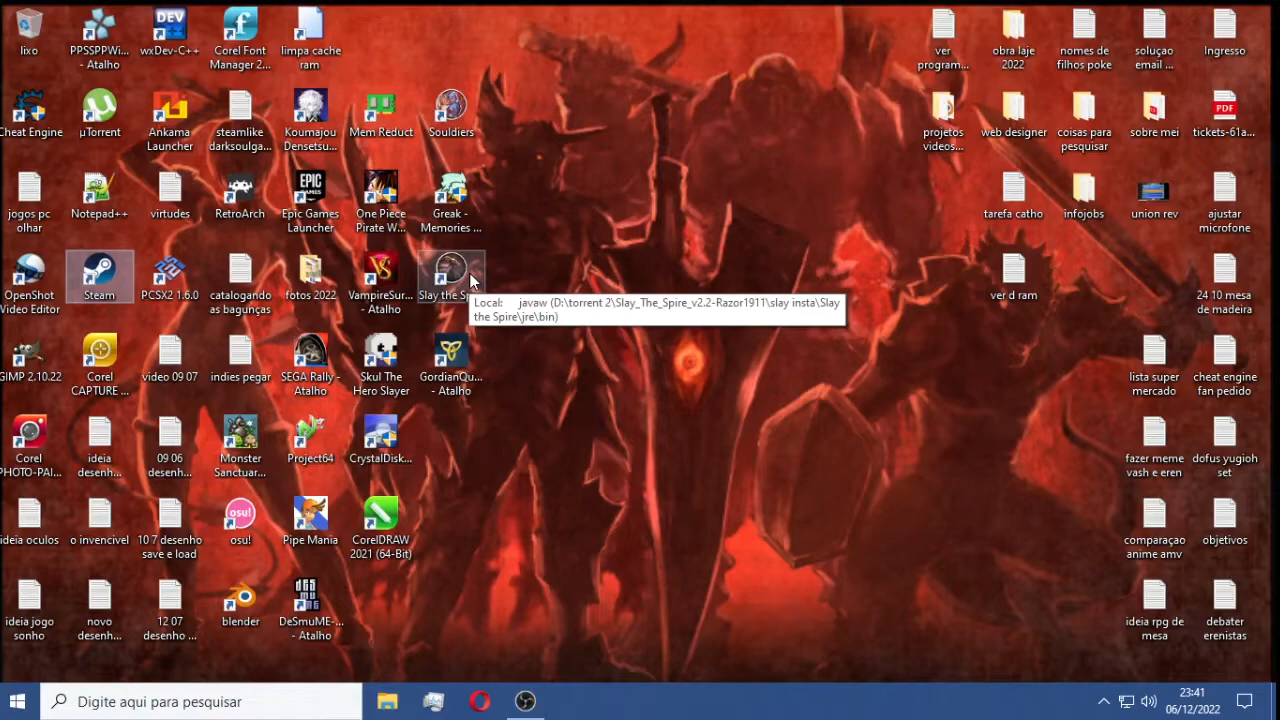 lixo
PPSSPPWi...
- Atalho
wxDev-C++
Corel Font
Manager 2...
limpa cache
ram
ver
program...
obra laje
2022
nomes de
filhos poke
soluçao
email ...
Ingresso
Cheat Engine
µTorrent
Ankama
Launcher
steamlike
darksoulga...
Koumajou
Densetsu...
Mem Reduct
Souldiers
projetos
videos...
web designer
coisas para
pesquisar
sobre mei
PDF
tickets-61a...
jogos pc
olhar
Notepad++
virtudes
RetroArch
EPIC
GAMES
Epic Games
Launcher
One Piece
Pirate W...
Greak -
Memories ...
tarefa catho
infojobs
union rev
ajustar
microfone
OpenShot
Video Editor
Steam
PCSX2 1.6.0
catalogando
as bagunças
fotos 2022
VampireSur...
- Atalho
Slay the Sp
Local: javaw (D:\torrent 2\Slay_The_Spire_v2.2-Razor1911\slay insta\Slay
the Spire\jre\bin)
ver d ram
24 10 mesa
de madeira
GIMP 2.10.22
Corel
CAPTURE ...
video 09 07
indies pegar
SEGA Rally -
Atalho
Skul The
Hero Slayer
GordianQu...
- Atalho
lista super
mercado
cheat engine
fan pedido
Corel
PHOTO-PAI...
ideia
desenh...
09 06
desenh...
Monster
Sanctuar...
Project64
CrystalDisk...
fazer meme
vash e eren
dofus yugioh
set
ideia oculos
o invencivel
10 7 desenho
save e load
osu!
osu!
Pipe Mania
CorelDRAW
2021 (64-Bit)
comparaçao
anime amv
objetivos
ideia jogo
sonho
novo
desenh...
12 07
desenho ...
blender
DeSmuME-...
- Atalho
ideia rpg de
mesa
debater
erenistas
Digite aqui para pesquisar
23:41
06/12/2022